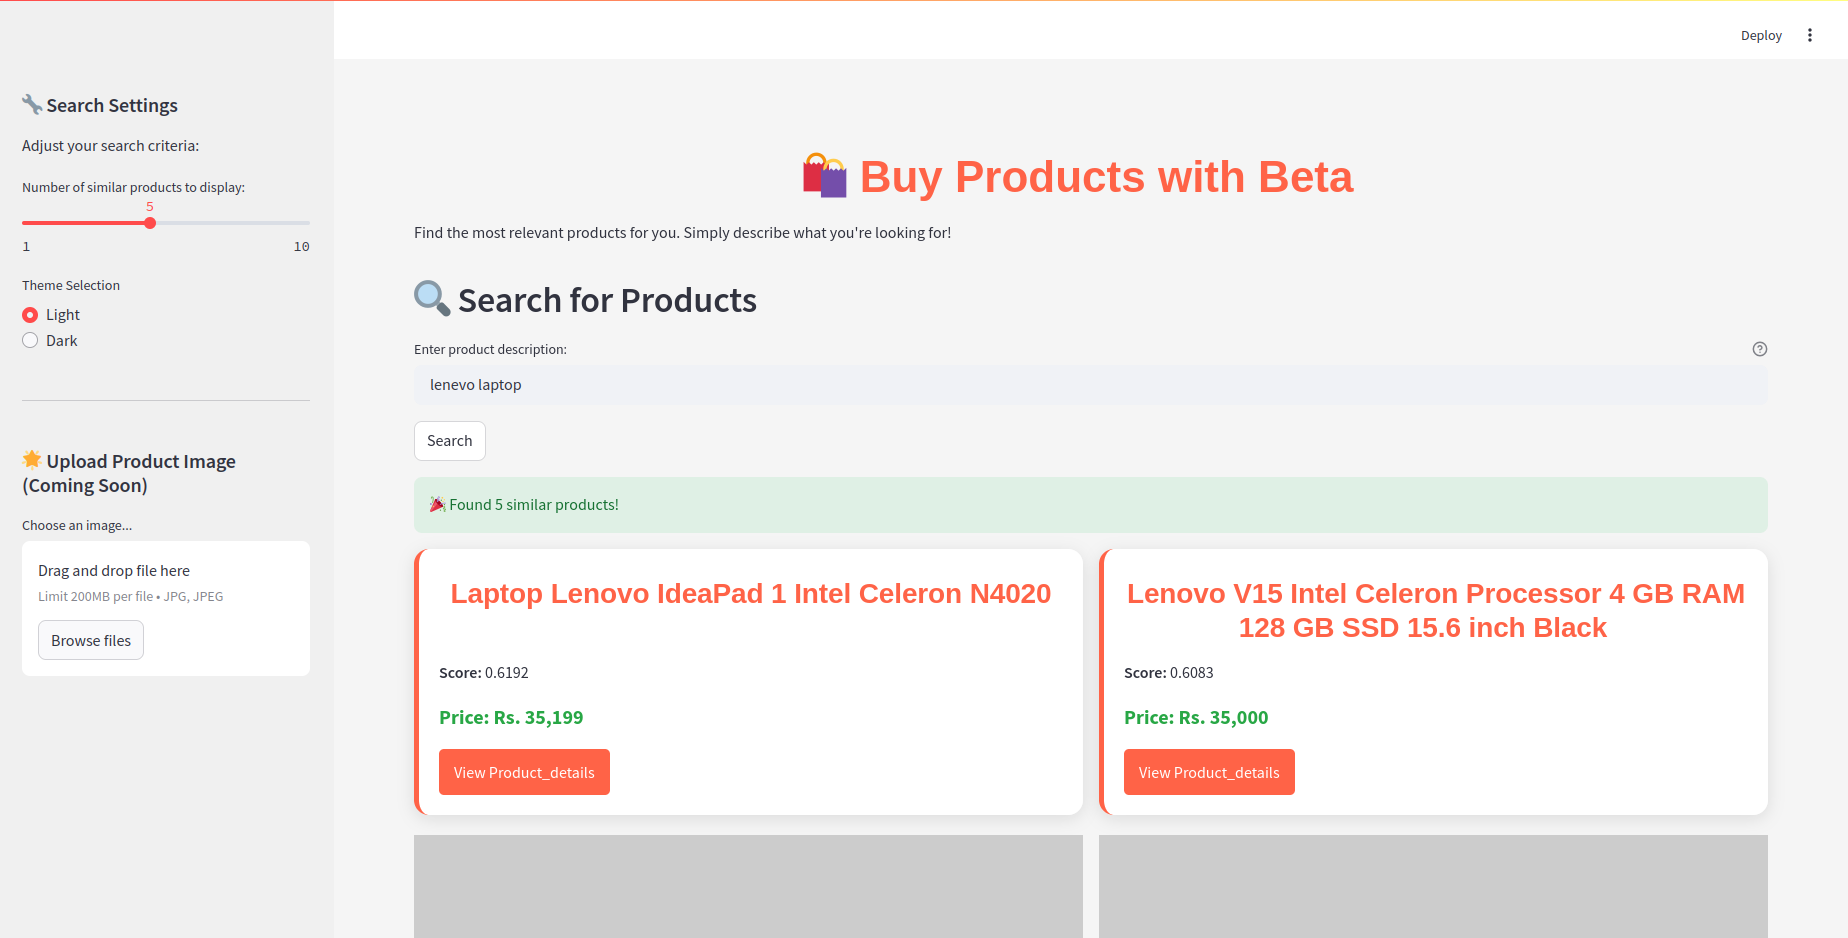 Deploy
Search Settings
Adjust your search criteria:
Number of similar products to display:
5
1
10
Theme Selection
Light
Dark
Upload Product Image
(Coming Soon)
Choose an image...
Drag and drop file here
Limit 200MB per file • JPG, JPEG
Browse files
Buy Products with Beta
Find the most relevant products for you. Simply describe what you're looking for!
Search for Products
Enter product description:
lenevo laptop
Search
Found 5 similar products!
Laptop Lenovo IdeaPad 1 Intel Celeron N4020
Score: 0.6192
Price: Rs. 35,199
View Product_details
Lenovo V15 Intel Celeron Processor 4 GB RAM
128 GB SSD 15.6 inch Black
Score: 0.6083
Price: Rs. 35,000
View Product_details